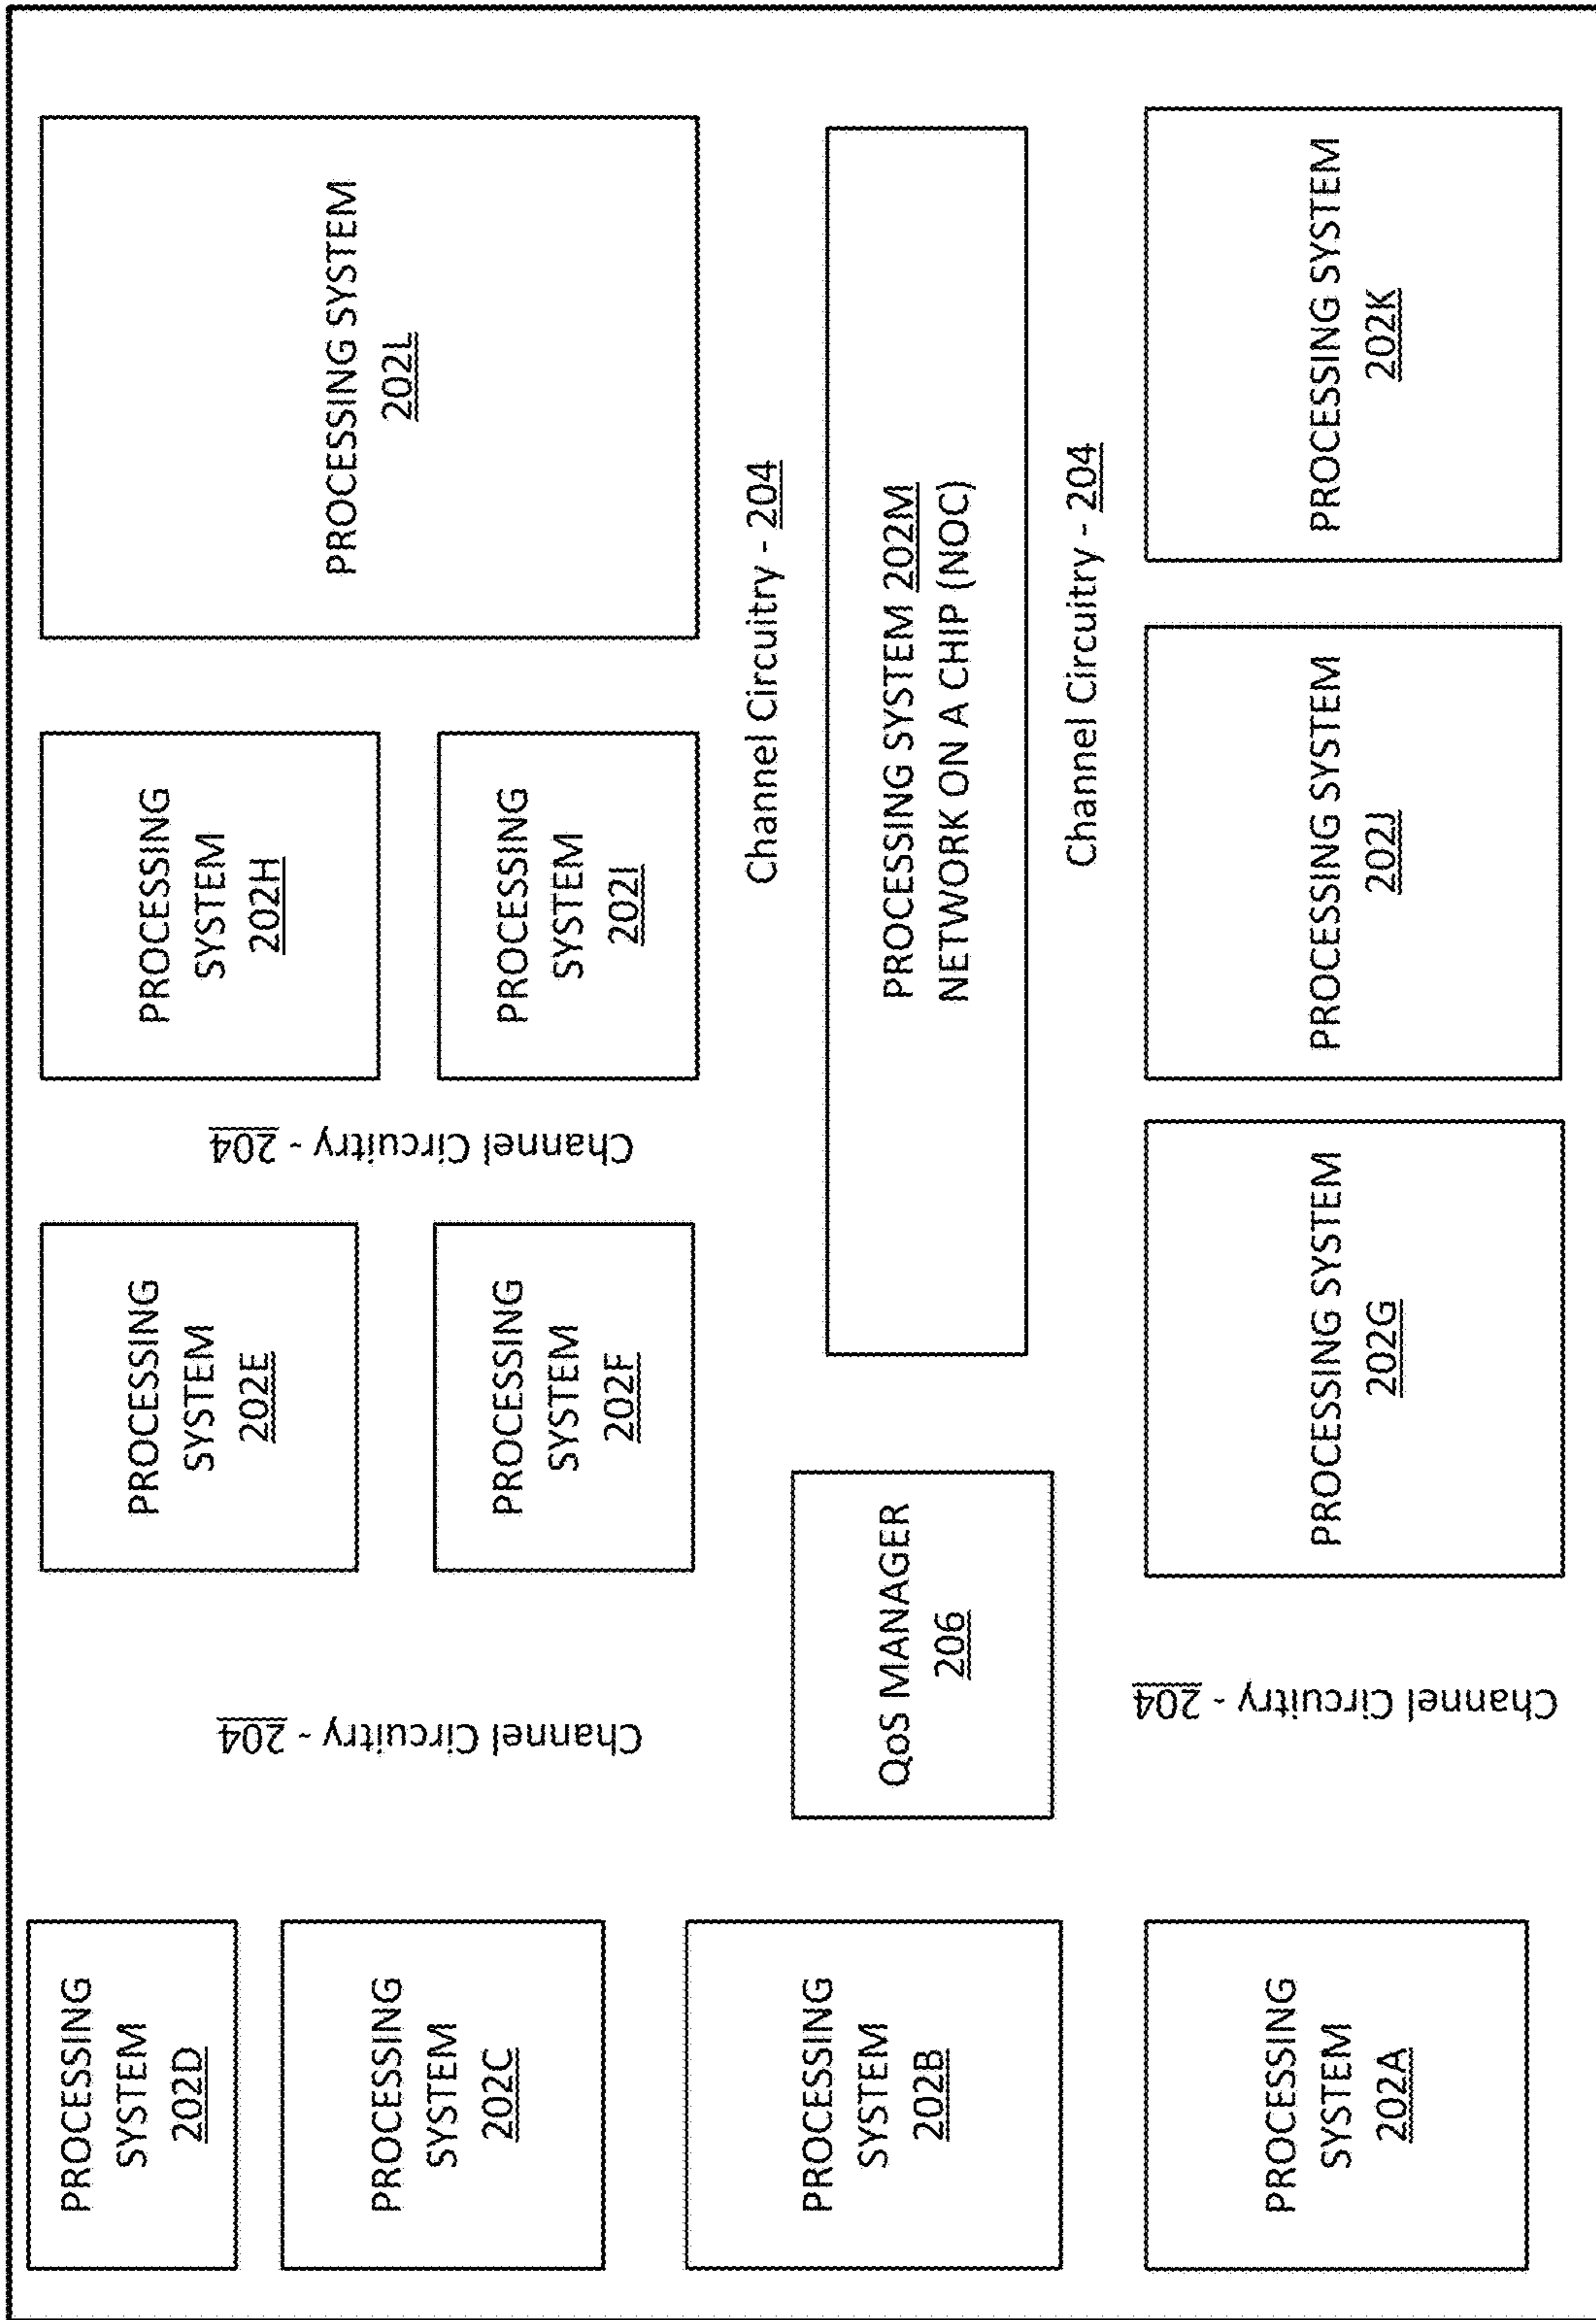 PROCESSING
SYSTEM
202D
PROCESSING
SYSTEM
202C
PROCESSING
SYSTEM
202B
PROCESSING
SYSTEM
202A
Channel Circuitry - 204
QoS MANAGER
206
Channel Circuitry - 204
PROCESSING
SYSTEM
202E
PROCESSING
SYSTEM
202F
PROCESSING SYSTEM
202G
Channel Circuitry - 204
PROCESSING
SYSTEM
202H
PROCESSING
SYSTEM
202I
Channel Circuitry - 204
PROCESSING SYSTEM 202M
NETWORK ON A CHIP (NOC)
Channel Circuitry - 204
PROCESSING SYSTEM
202J
PROCESSING SYSTEM
202L
PROCESSING SYSTEM
202K